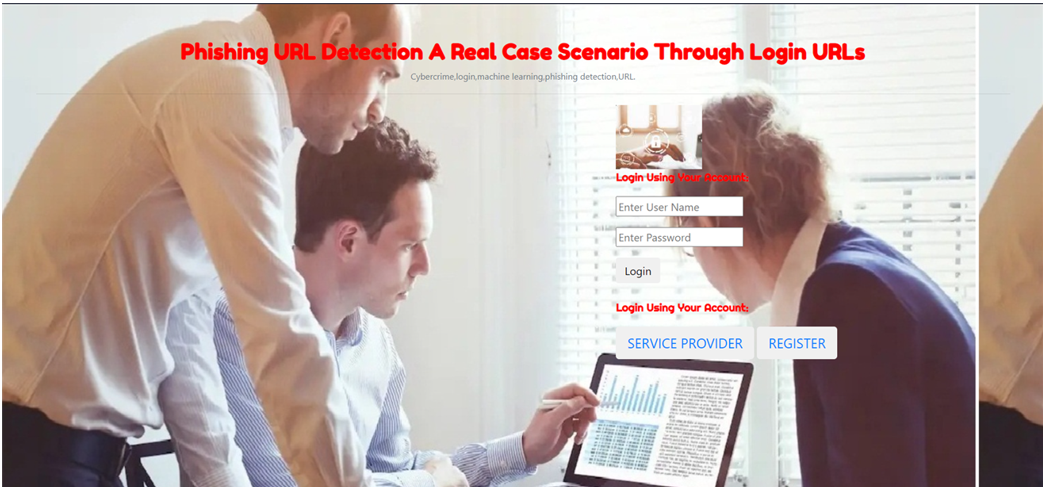 Phishing URL Detection A Real Case Scenario Through Login URLs
Cybercrime,login,machine learning,phishing detection,URL.
Login Using Your Account:
Enter User Name
Enter Password
Login
Login Using Your Account:
SERVICE PROVIDER REGISTER